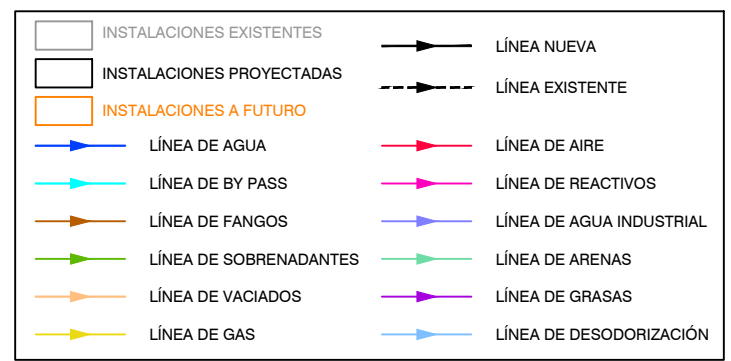 INSTALACIONES EXISTENTES
INSTALACIONES PROYECTADAS
INSTALACIONES A FUTURO
LÍNEA NUEVA
LÍNEA EXISTENTE
LÍNEA DE AGUA
LÍNEA DE BY PASS
LÍNEA DE FANGOS
LÍNEA DE SOBRENADANTES
LÍNEA DE VACIADOS
LÍNEA DE GAS
LÍNEA DE AIRE
LÍNEA DE REACTIVOS
LÍNEA DE AGUA INDUSTRIAL
LÍNEA DE ARENAS
LÍNEA DE GRASAS
LÍNEA DE DESODORIZACIÓN